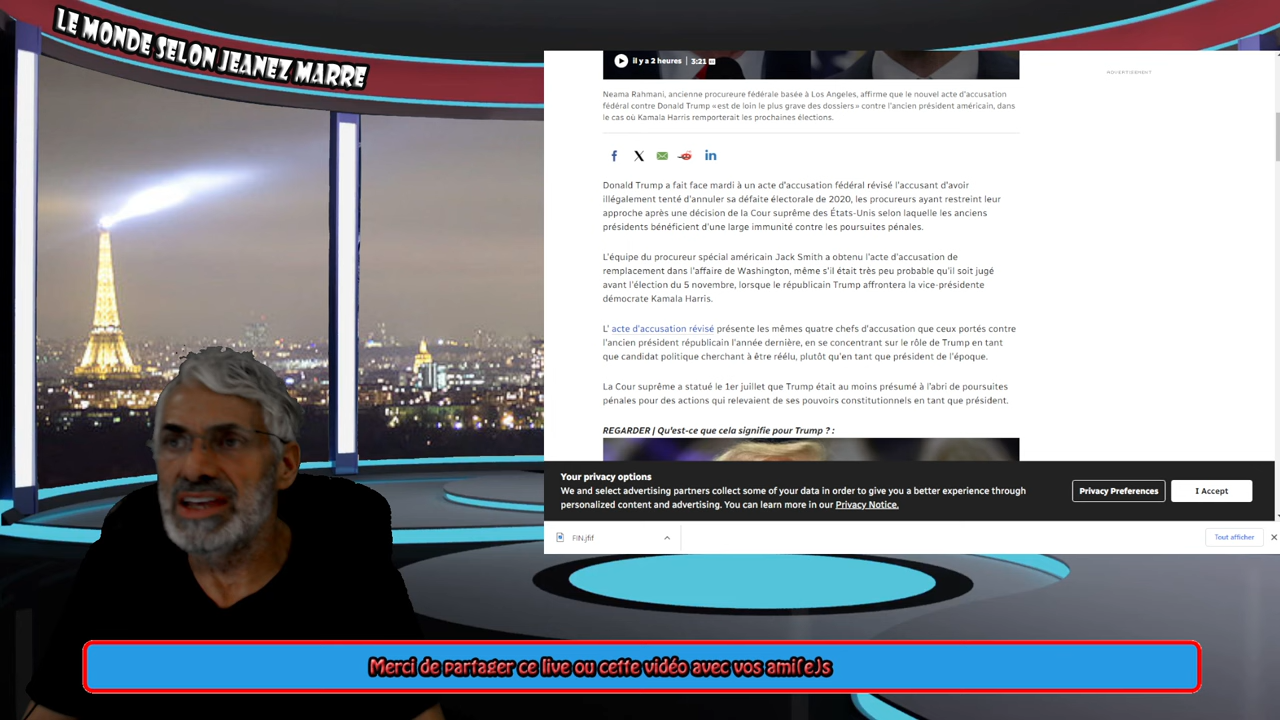 LE MONDE SELON JEANEZ MARRE
il y a 2 heures | 3:21
ADVERTISEMENT
Neama Rahmani, ancienne procureure fédérale basée à Los Angeles, affirme que le nouvel acte d'accusation
fédéral contre Donald Trump «est de loin le plus grave des dossiers» contre l'ancien président américain, dans
le cas où Kamala Harris remporterait les prochaines élections.
Donald Trump a fait face mardi à un acte d'accusation fédéral révisé l'accusant d'avoir
illégalement tenté d'annuler sa défaite électorale de 2020, les procureurs ayant restreint leur
approche après une décision de la Cour suprême des États-Unis selon laquelle les anciens
présidents bénéficient d'une large immunité contre les poursuites pénales.
L'équipe du procureur spécial américain Jack Smith a obtenu l'acte d'accusation de
remplacement dans l'affaire de Washington, même s'il était très peu probable qu'il soit jugé
avant l'élection du 5 novembre, lorsque le républicain Trump affrontera la vice-présidente
démocrate Kamala Harris.
L' acte d'accusation révisé présente les mêmes quatre chefs d'accusation que ceux portés contre
l'ancien président républicain l'année dernière, en se concentrant sur le rôle de Trump en tant
que candidat politique cherchant à être réélu, plutôt qu'en tant que président de l'époque.
La Cour suprême a statué le 1er juillet que Trump était au moins présumé à l'abri de poursuites
pénales pour des actions qui relevaient de ses pouvoirs constitutionnels en tant que président.
REGARDER | Qu'est-ce que cela signifie pour Trump ? :
Your privacy options
We and select advertising partners collect some of your data in order to give you a better experience through
personalized content and advertising. You can learn more in our Privacy Notice.
Privacy Preferences
I Accept
FIN.jfif
Tout afficher
Merci de partager ce live ou cette vidéo avec vos ami(e)s